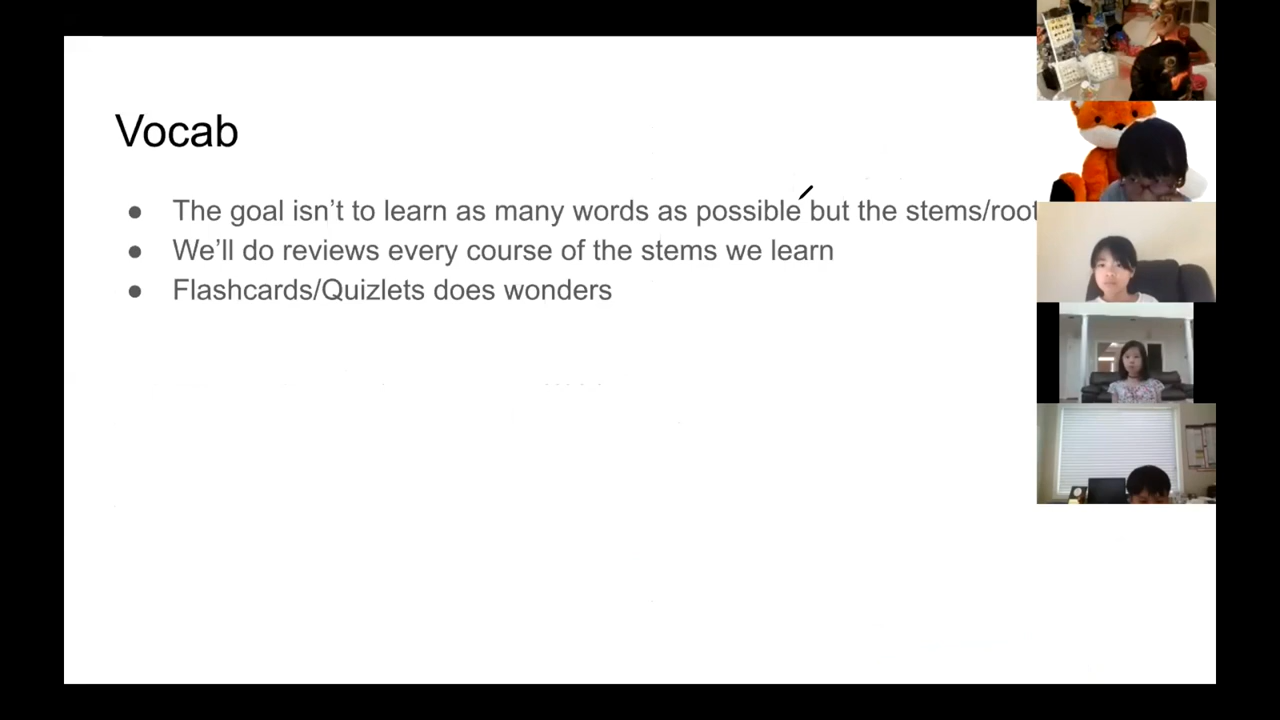 Vocab
● The goal isn't to learn as many words as possible but the stems/root
● We'll do reviews every course of the stems we learn
● Flashcards/Quizlets does wonders